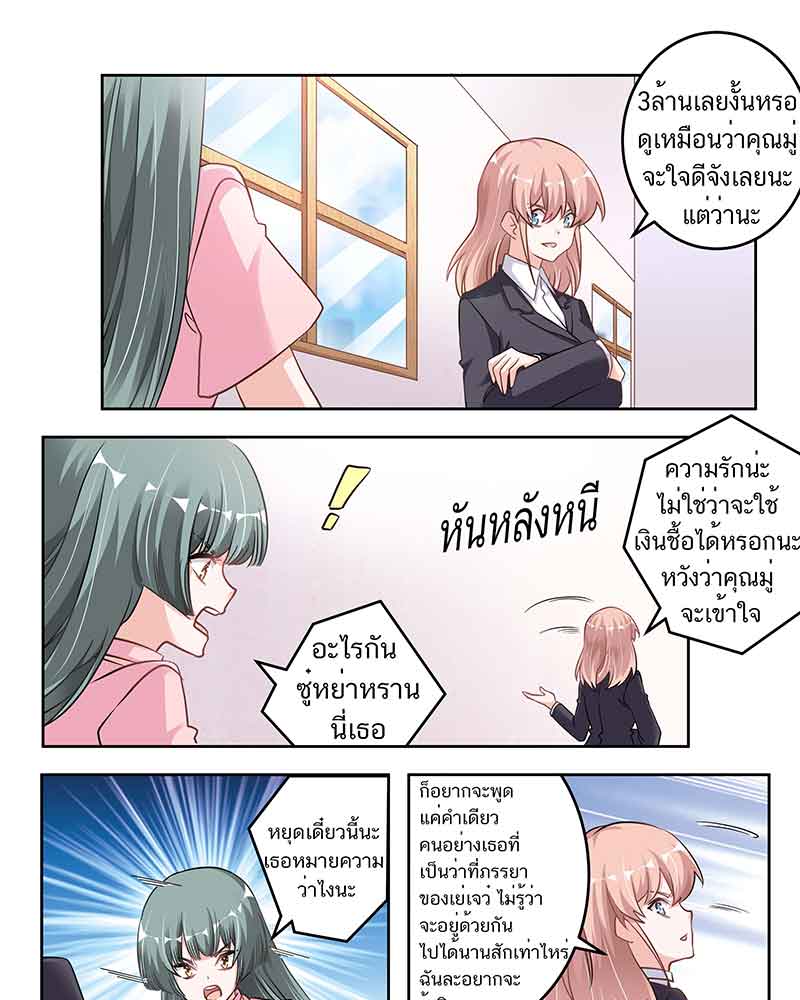 3ล้านเลยงั้นหรอ
ดูเหมือนว่าคุณมู่
จะใจดีจังเลยนะ
แต่ว่านะ
!
หันหลังหนี
ความรักน่ะ
ไม่ใช่ว่าจะใช้
เงินซื้อได้หรอกนะ
หวังว่าคุณมู่
จะเข้าใจ
อะไรกัน
ซู่หย่าหราน
นี่เธอ
หยุดเดี๋ยวนี้นะ
เธอหมายความ
ว่าไงนะ
ก็อยากจะพูด
แค่คำเดียว
คนอย่างเธอที่
เป็นว่าที่ภรรยา
ของเย่เจว๋ ไม่รู้ว่า
จะอยู่ด้วยกัน
ไปได้นานสักเท่าไหร่
ฉันละอยากจะ